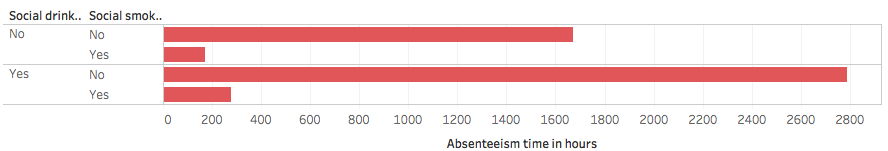 Social drink.. Social smok..
No No
Yes
Yes No
Yes
0 200 400 600 800 1000 1200 1400 1600 1800 2000 2200 2400 2600 2800
Absenteeism time in hours